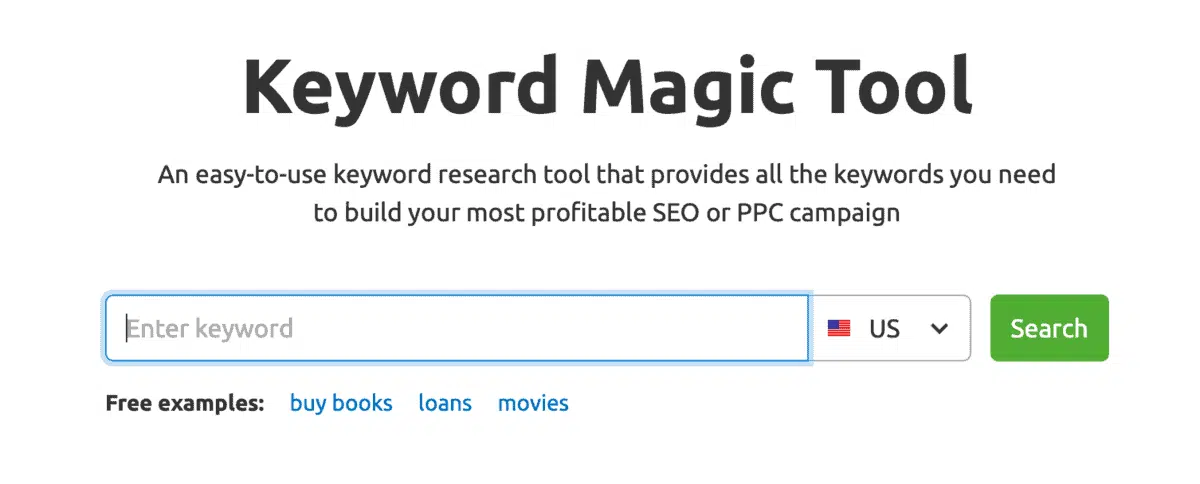 Keyword Magic Tool
An easy-to-use keyword research tool that provides all the keywords you need
to build your most profitable SEO or PPC campaign
Enter keyword
US
Search
Free examples: buy books loans movies